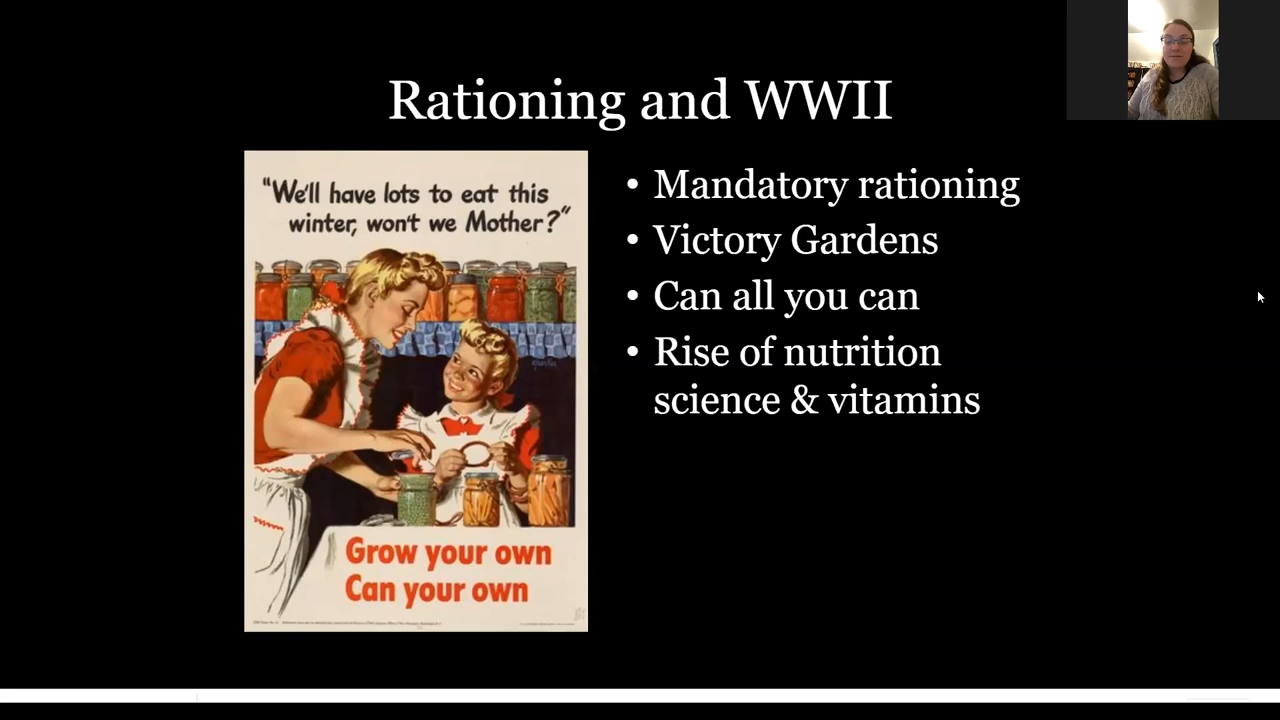 Rationing and WWII
"We'll have lots to eat this
winter, won't we Mother?"
Grow your own
Can your own
• Mandatory rationing
• Victory Gardens
• Can all you can
• Rise of nutrition
science & vitamins